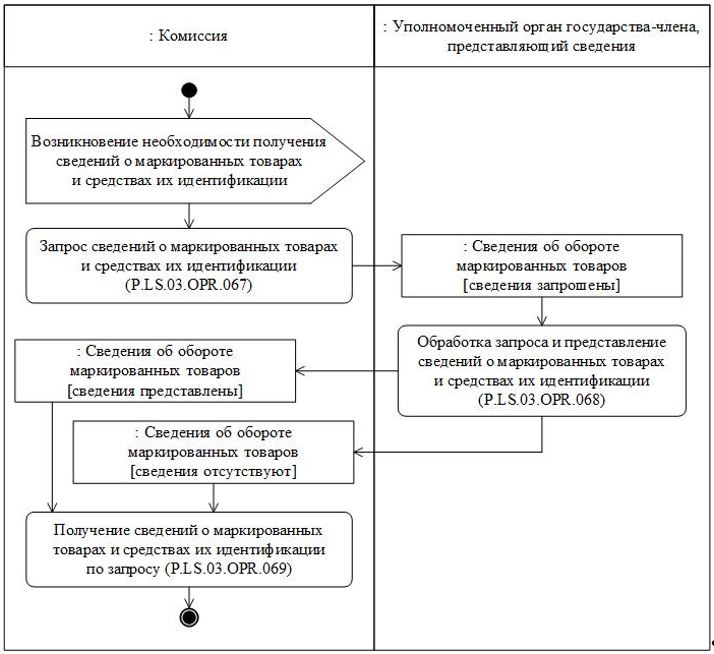 : Комиссия
: Уполномоченный орган государства-члена,
представляющий сведения
Возникновение необходимости получения
сведений о маркированных товарах
и средствах их идентификации
Запрос сведений о маркированных товарах
и средствах их идентификации
(P.LS.03.OPR.067)
: Сведения об обороте
маркированных товаров
[сведения запрошены]
Обработка запроса и представление
сведений о маркированных товарах
и средствах их идентификации
(P.LS.03.OPR.068)
: Сведения об обороте
маркированных товаров
[сведения представлены]
: Сведения об обороте
маркированных товаров
[сведения отсутствуют]
Получение сведений о маркированных
товарах и средствах их идентификации
по запросу (P.LS.03.OPR.069)